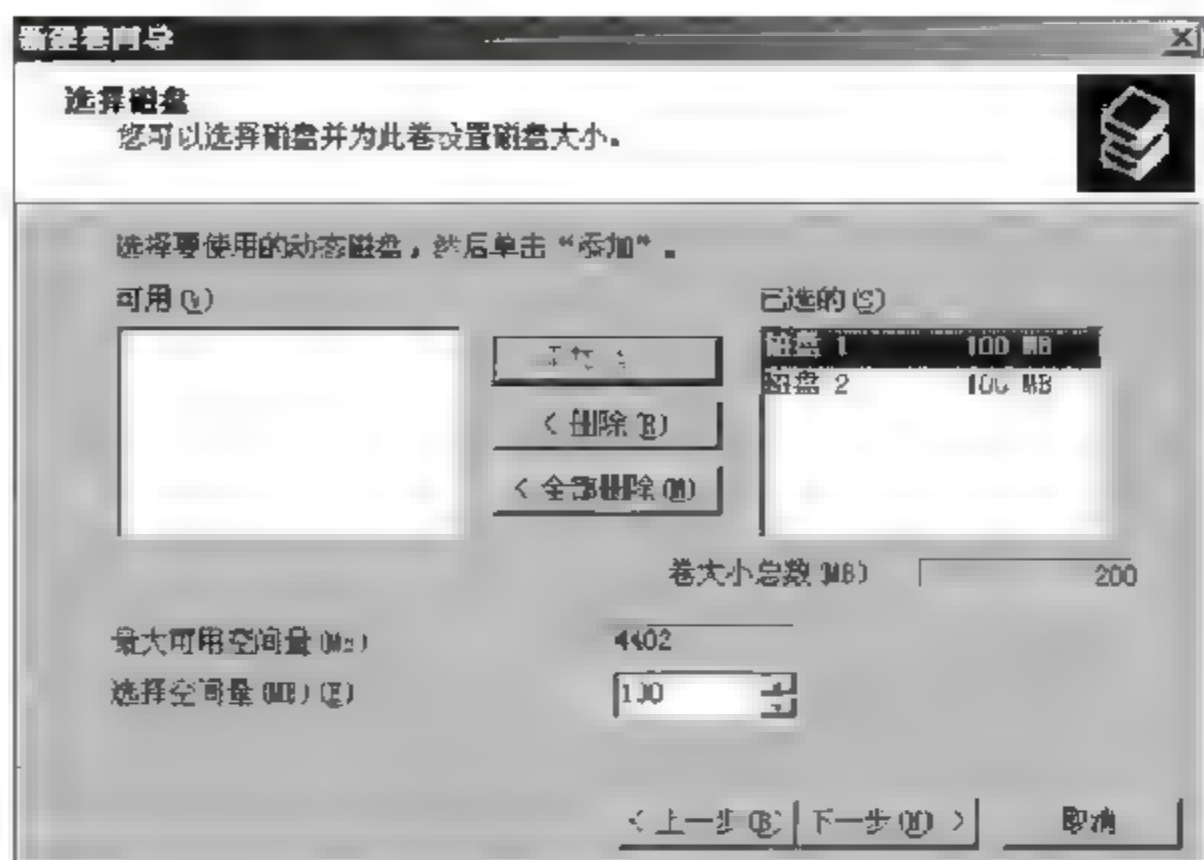 新建卷向导
选择磁盘
您可以选择磁盘并为此卷设置磁盘大小。
选择要使用的动态磁盘，然后单击“添加”。
可用(V)
已选的(S)
磁盘 1 100 MB
磁盘 2 100 MB
< 删除(R)
< 全部删除(M)
卷大小总数(MB) 200
最大可用空间量(MB) 4402
选择空间量(MB)(E) 100
< 上一步(B)
下一步(N) >
取消